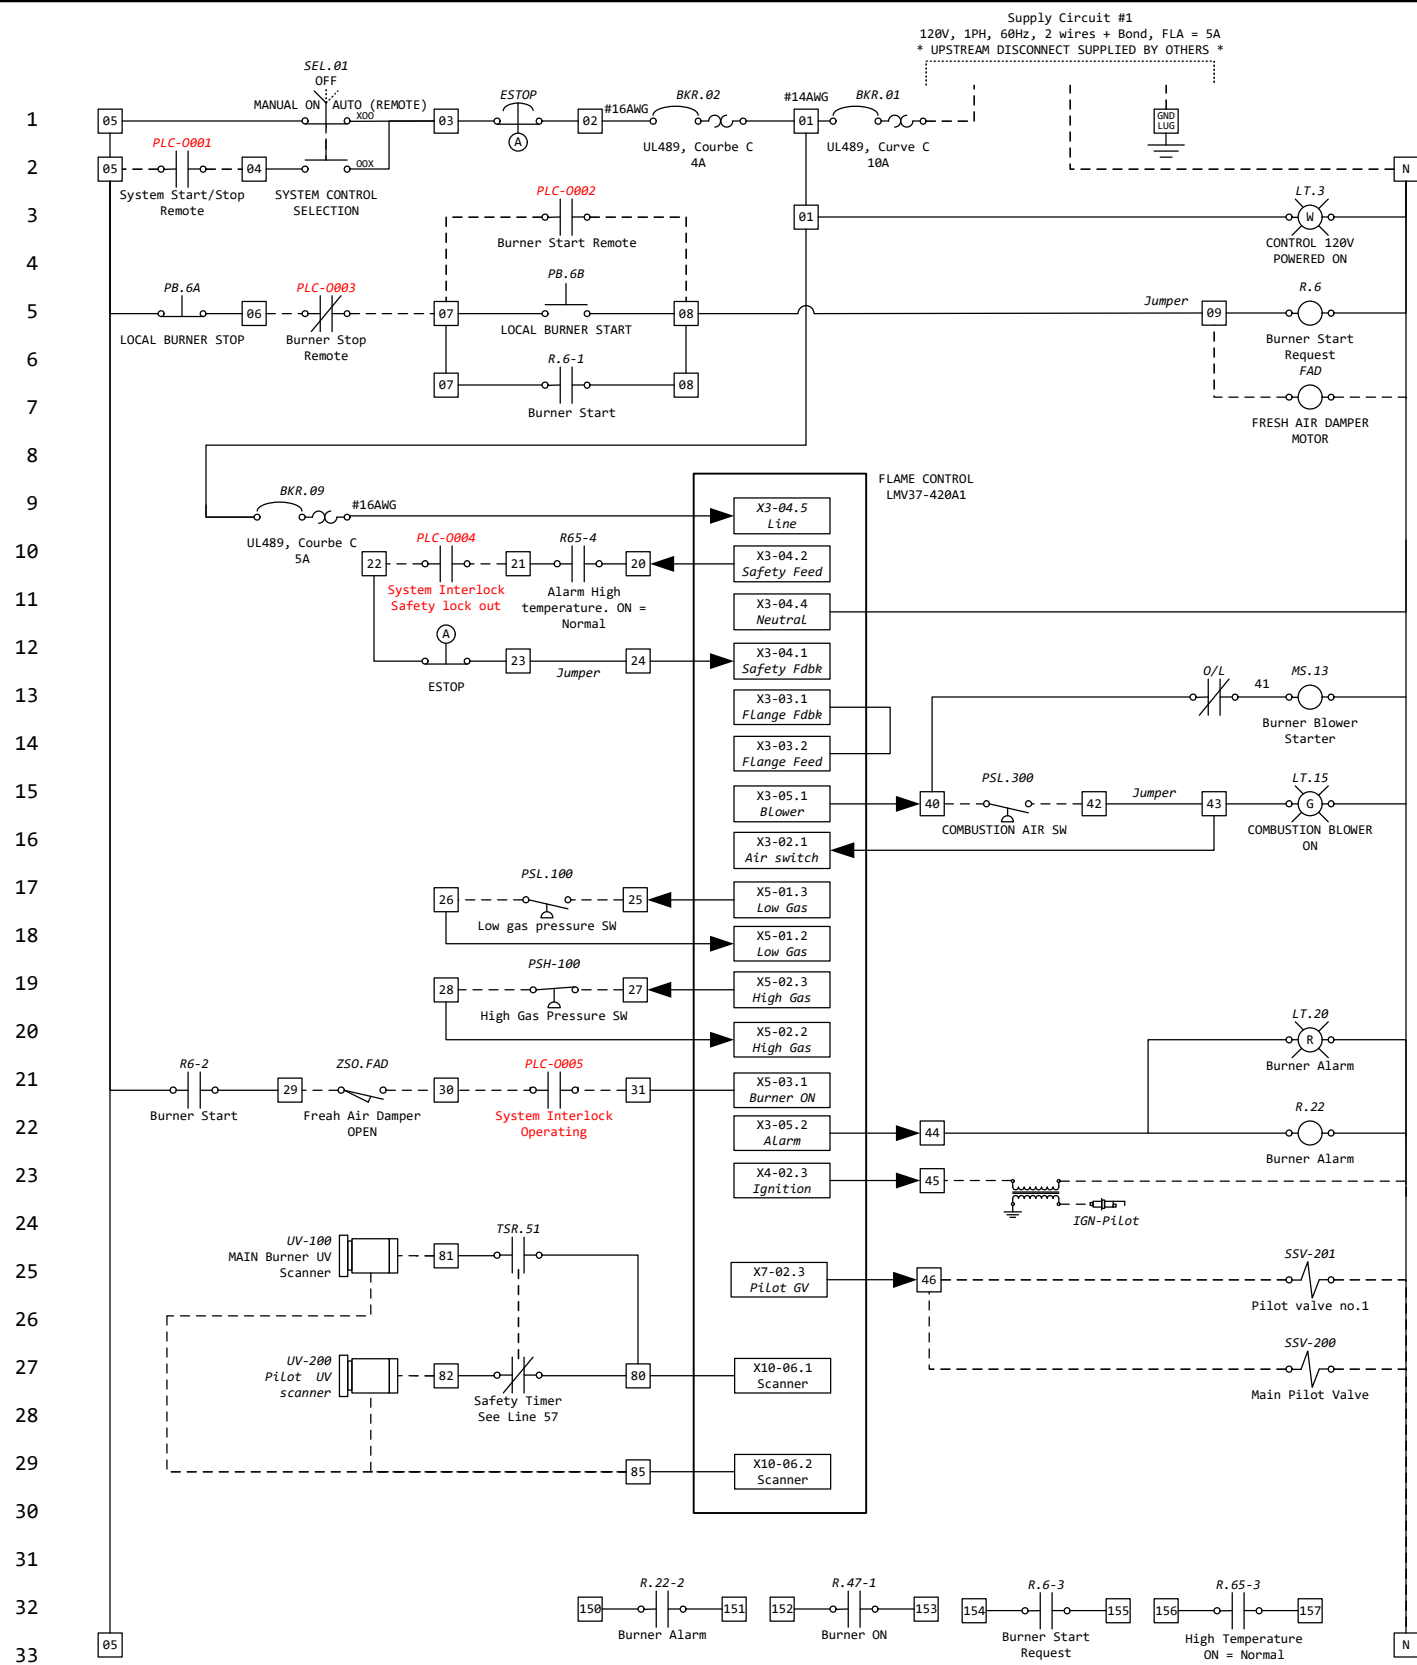 Supply Circuit #1
120V, 1PH, 60Hz, 2 wires + Bond, FLA = 5A
* UPSTREAM DISCONNECT SUPPLIED BY OTHERS *
SEL.01
OFF
MANUAL ON AUTO (REMOTE)
XOO
ESTOP
A
#16AWG
BKR.02
#14AWG
BKR.01
GND
LUG
1
05
03
02
01
UL489, Courbe C
4A
UL489, Curve C
10A
2
05
PLC-O001
04
OOX
N
System Start/Stop
Remote
SYSTEM CONTROL
SELECTION
3
PLC-O002
Burner Start Remote
01
LT.3
W
CONTROL 120V
POWERED ON
4
5
PB.6A
LOCAL BURNER STOP
06
PLC-O003
Burner Stop
Remote
07
PB.6B
LOCAL BURNER START
08
Jumper
09
R.6
Burner Start
Request
6
07
R.6-1
Burner Start
08
7
FAD
FRESH AIR DAMPER
MOTOR
8
FLAME CONTROL
LMV37-420A1
9
BKR.09
#16AWG
UL489, Courbe C
5A
X3-04.5
Line
10
22
PLC-O004
System Interlock
Safety lock out
21
R65-4
Alarm High
temperature. ON =
Normal
20
X3-04.2
Safety Feed
11
X3-04.4
Neutral
12
A
ESTOP
23
Jumper
24
X3-04.1
Safety Fdbk
13
X3-03.1
Flange Fdbk
O/L
41
MS.13
Burner Blower
Starter
14
X3-03.2
Flange Feed
15
X3-05.1
Blower
40
PSL.300
COMBUSTION AIR SW
42
Jumper
43
LT.15
G
COMBUSTION BLOWER
ON
16
X3-02.1
Air switch
17
26
PSL.100
Low gas pressure SW
25
X5-01.3
Low Gas
18
X5-01.2
Low Gas
19
28
PSH-100
High Gas Pressure SW
27
X5-02.3
High Gas
20
X5-02.2
High Gas
LT.20
R
Burner Alarm
21
R6-2
Burner Start
29
ZSO.FAD
Freah Air Damper
OPEN
30
PLC-O005
System Interlock
Operating
31
X5-03.1
Burner ON
22
X3-05.2
Alarm
44
R.22
Burner Alarm
23
X4-02.3
Ignition
45
IGN-Pilot
24
UV-100
MAIN Burner UV
Scanner
81
TSR.51
25
X7-02.3
Pilot GV
46
SSV-201
Pilot valve no.1
26
27
UV-200
Pilot UV
scanner
82
Safety Timer
See Line 57
80
X10-06.1
Scanner
SSV-200
Main Pilot Valve
28
29
85
X10-06.2
Scanner
30
31
32
150
R.22-2
Burner Alarm
151
152
R.47-1
Burner ON
153
154
R.6-3
Burner Start
Request
155
156
R.65-3
High Temperature
ON = Normal
157
33
05
N